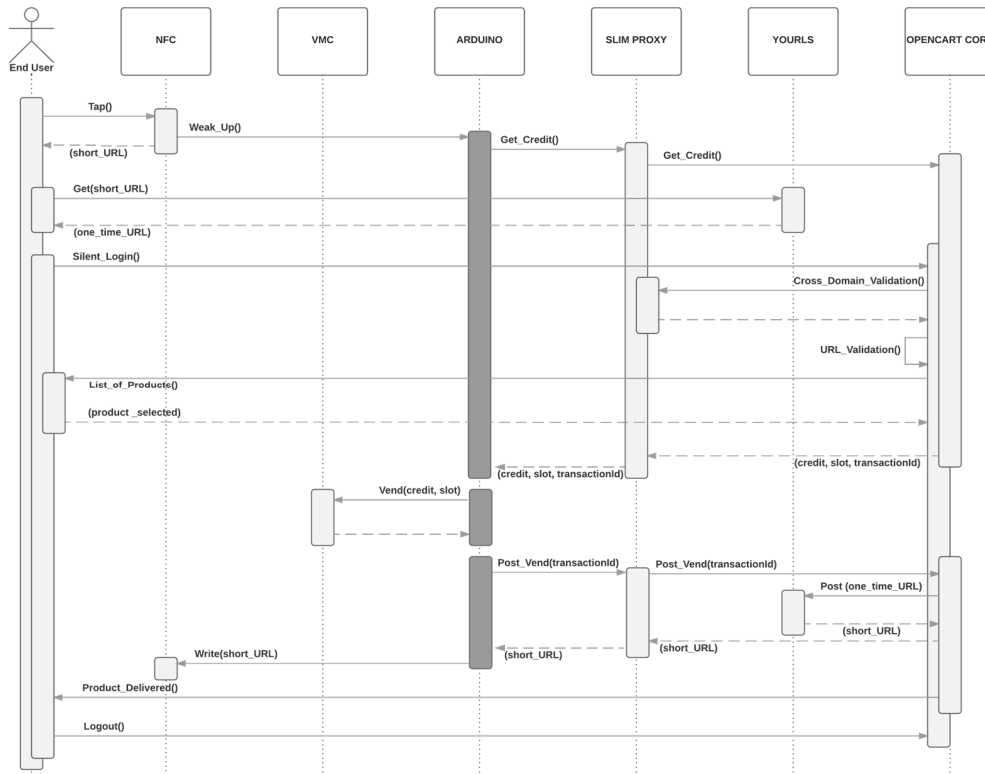 NFC
VMC
ARDUINO
SLIM PROXY
YOURLS
OPENCART COR
End User
Tap()
Weak_Up()
Get_Credit()
(short_URL)
Get_Credit()
Get(short_URL)
(one_time_URL)
Silent_Login()
Cross_Domain_Validation()
URL_Validation()
List_of_Products()
(product _selected)
(credit, slot, transactionId)
(credit, slot, transactionId)
Vend(credit, slot)
Post_Vend(transactionId)
Post_Vend(transactionId)
Post (one_time_URL)
(short_URL)
(short_URL)
(short_URL)
Write(short_URL)
Product_Delivered()
Logout()